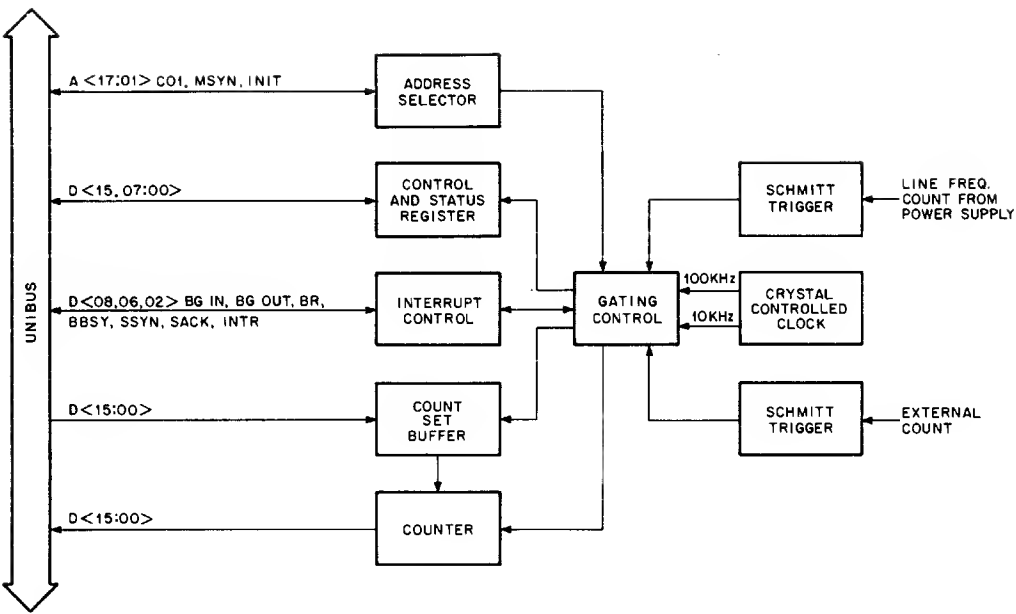 UNIBUS
A <17:01> CO1, MSYN, INIT
ADDRESS
SELECTOR
D<15,07:00>
CONTROL
AND STATUS
REGISTER
SCHMITT
TRIGGER
LINE FREQ.
COUNT FROM
POWER SUPPLY
D<08,06,02> BG IN, BG OUT, BR,
BBSY, SSYN, SACK, INTR
INTERRUPT
CONTROL
GATING
CONTROL
100KHz
10KHz
CRYSTAL
CONTROLLED
CLOCK
D<15:00>
COUNT
SET
BUFFER
SCHMITT
TRIGGER
EXTERNAL
COUNT
D<15:00>
COUNTER